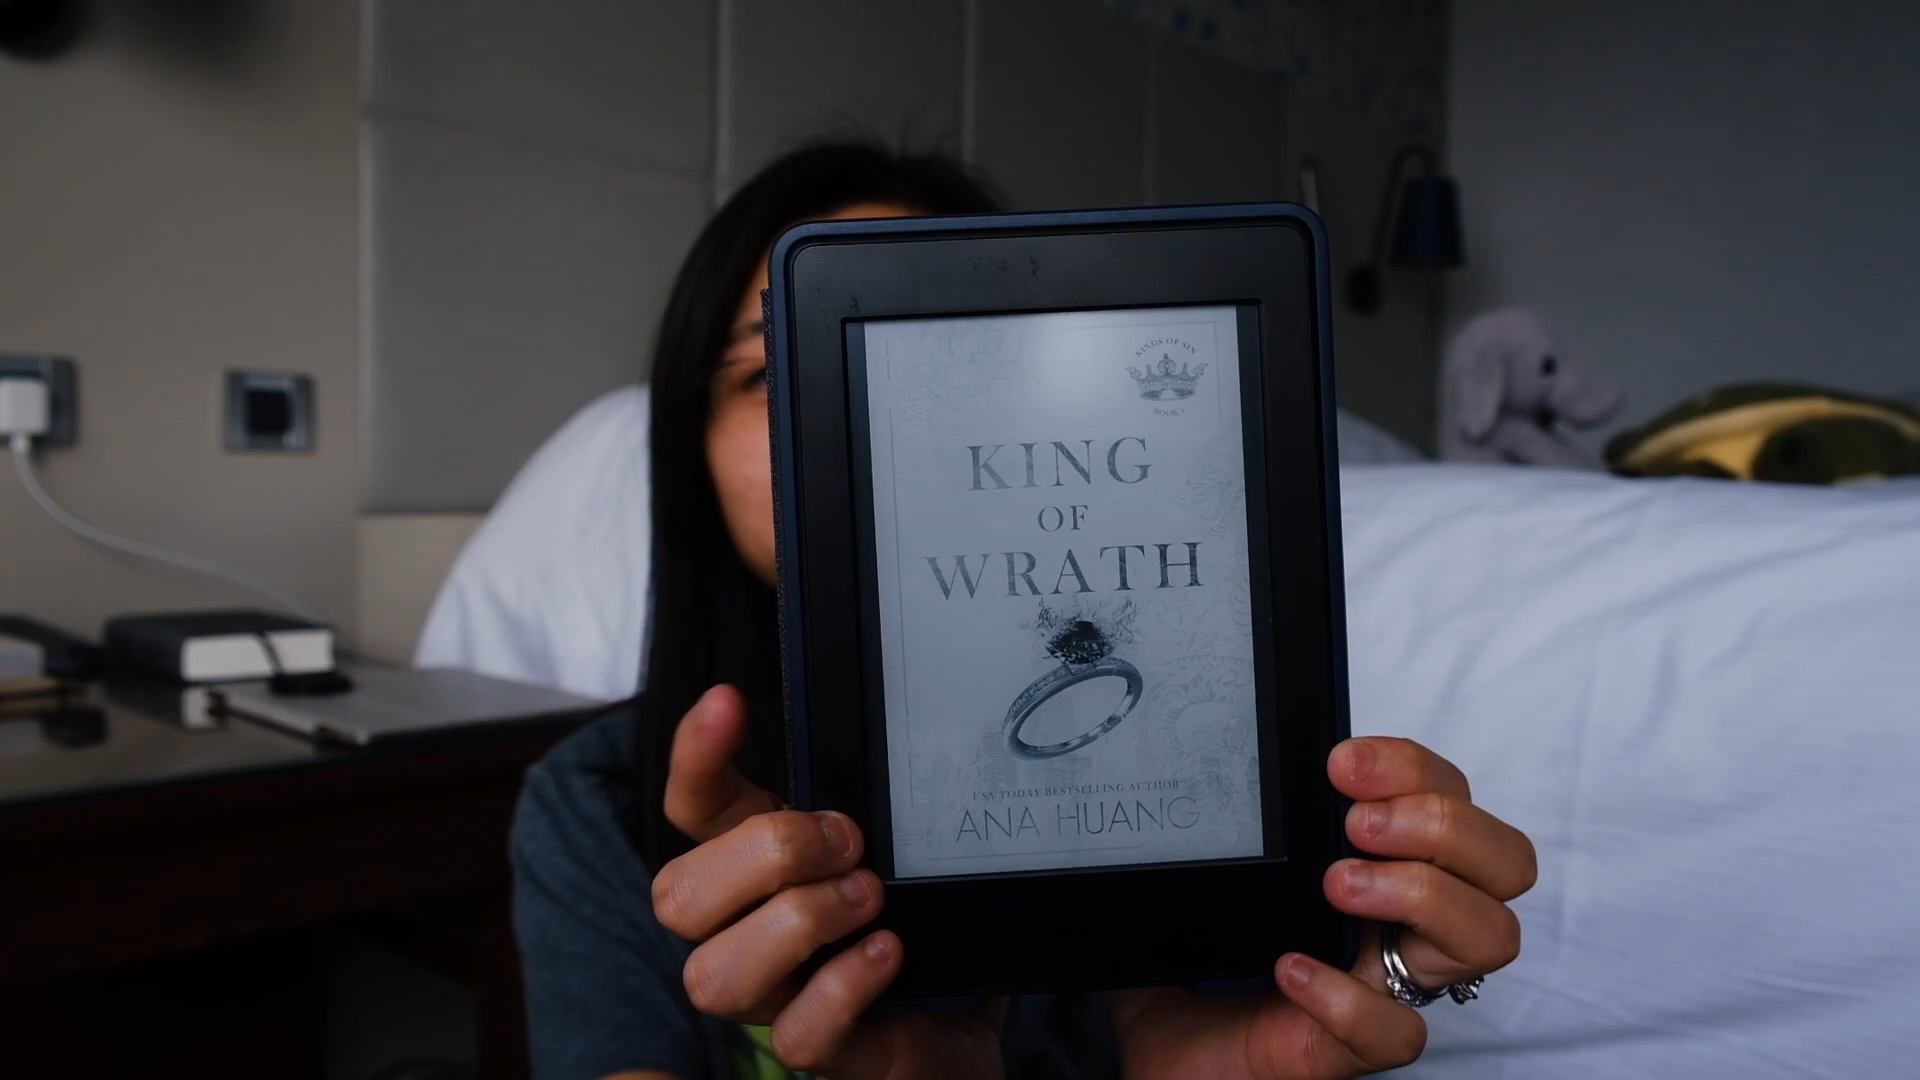 KINGS OF SIN
BOOK 1
KING
OF
WRATH
USA TODAY BESTSELLING AUTHOR
ANA HUANG